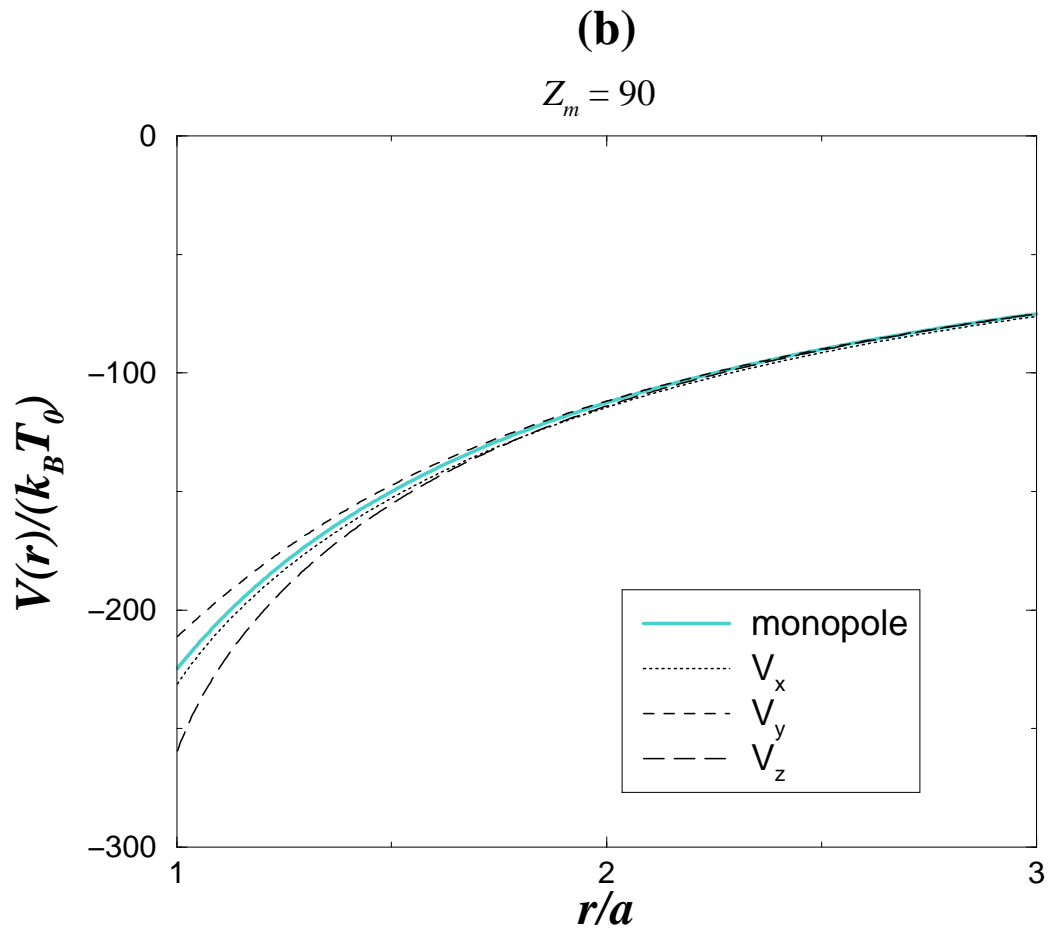 (b)
Z_m = 90
V(r)/(k_B T_0)
0
−100
−200
−300
monopole
V_x
V_y
V_z
1
2
3
r/a